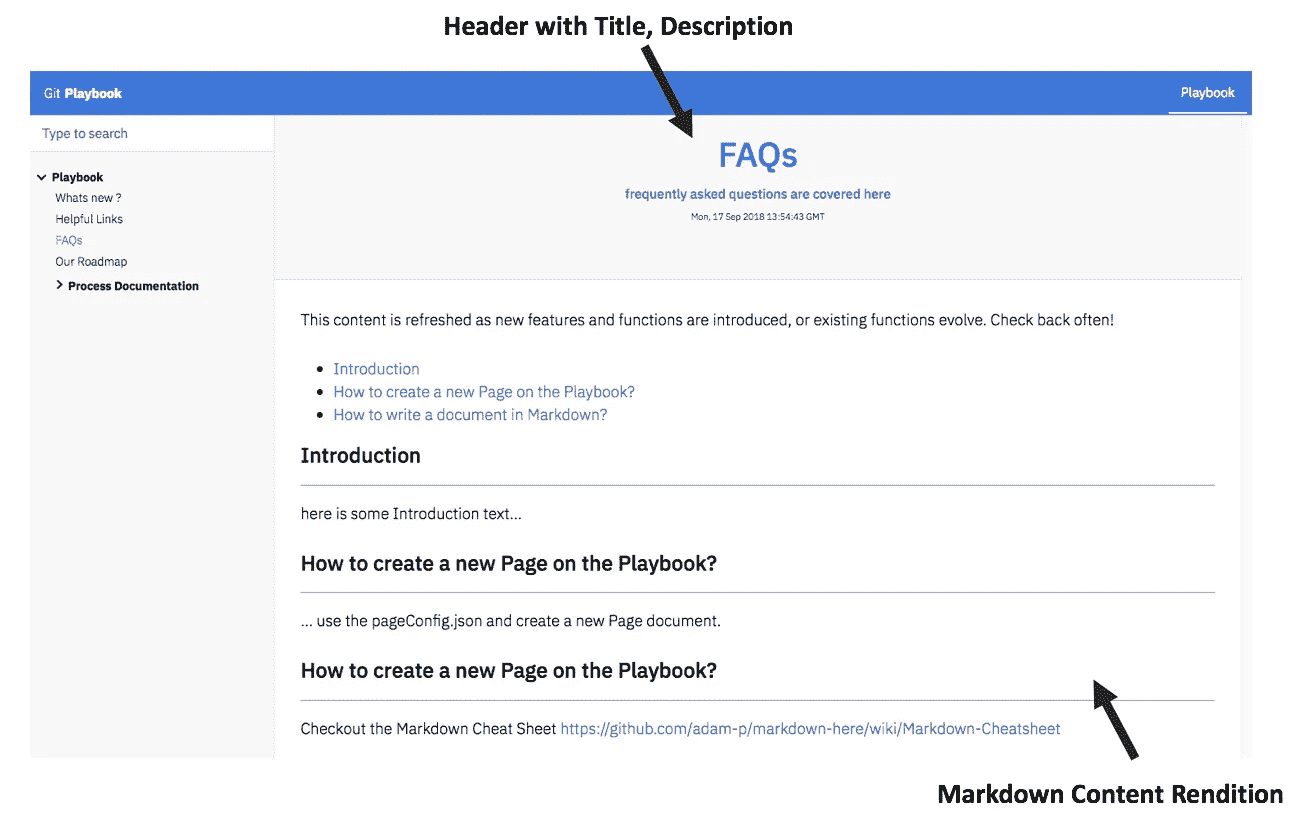 Header with Title, Description
Git Playbook
Playbook
Type to search
Playbook
Whats new ?
Helpful Links
FAQs
Our Roadmap
Process Documentation
FAQs
frequently asked questions are covered here
Mon, 17 Sep 2018 13:54:43 GMT
This content is refreshed as new features and functions are introduced, or existing functions evolve. Check back often!
Introduction
How to create a new Page on the Playbook?
How to write a document in Markdown?
Introduction
here is some Introduction text...
How to create a new Page on the Playbook?
... use the pageConfig.json and create a new Page document.
How to create a new Page on the Playbook?
Checkout the Markdown Cheat Sheet https://github.com/adam-p/markdown-here/wiki/Markdown-Cheatsheet
Markdown Content Rendition